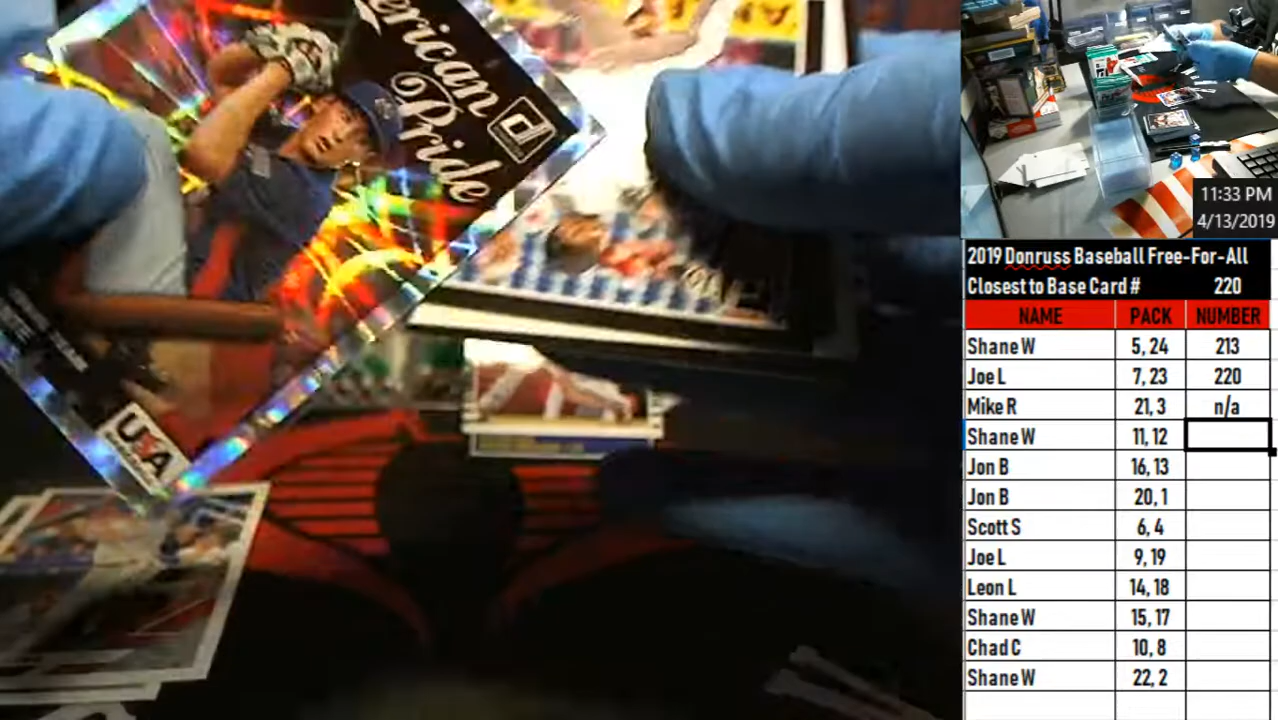 erican
Pride
USA
11:33 PM
4/13/2019
2019 Donruss Baseball Free-For-All
Closest to Base Card # 220
NAME PACK NUMBER
Shane W 5, 24 213
Joe L 7, 23 220
Mike R 21, 3 n/a
Shane W 11, 12
Jon B 16, 13
Jon B 20, 1
Scott S 6, 4
Joe L 9, 19
Leon L 14, 18
Shane W 15, 17
Chad C 10, 8
Shane W 22, 2